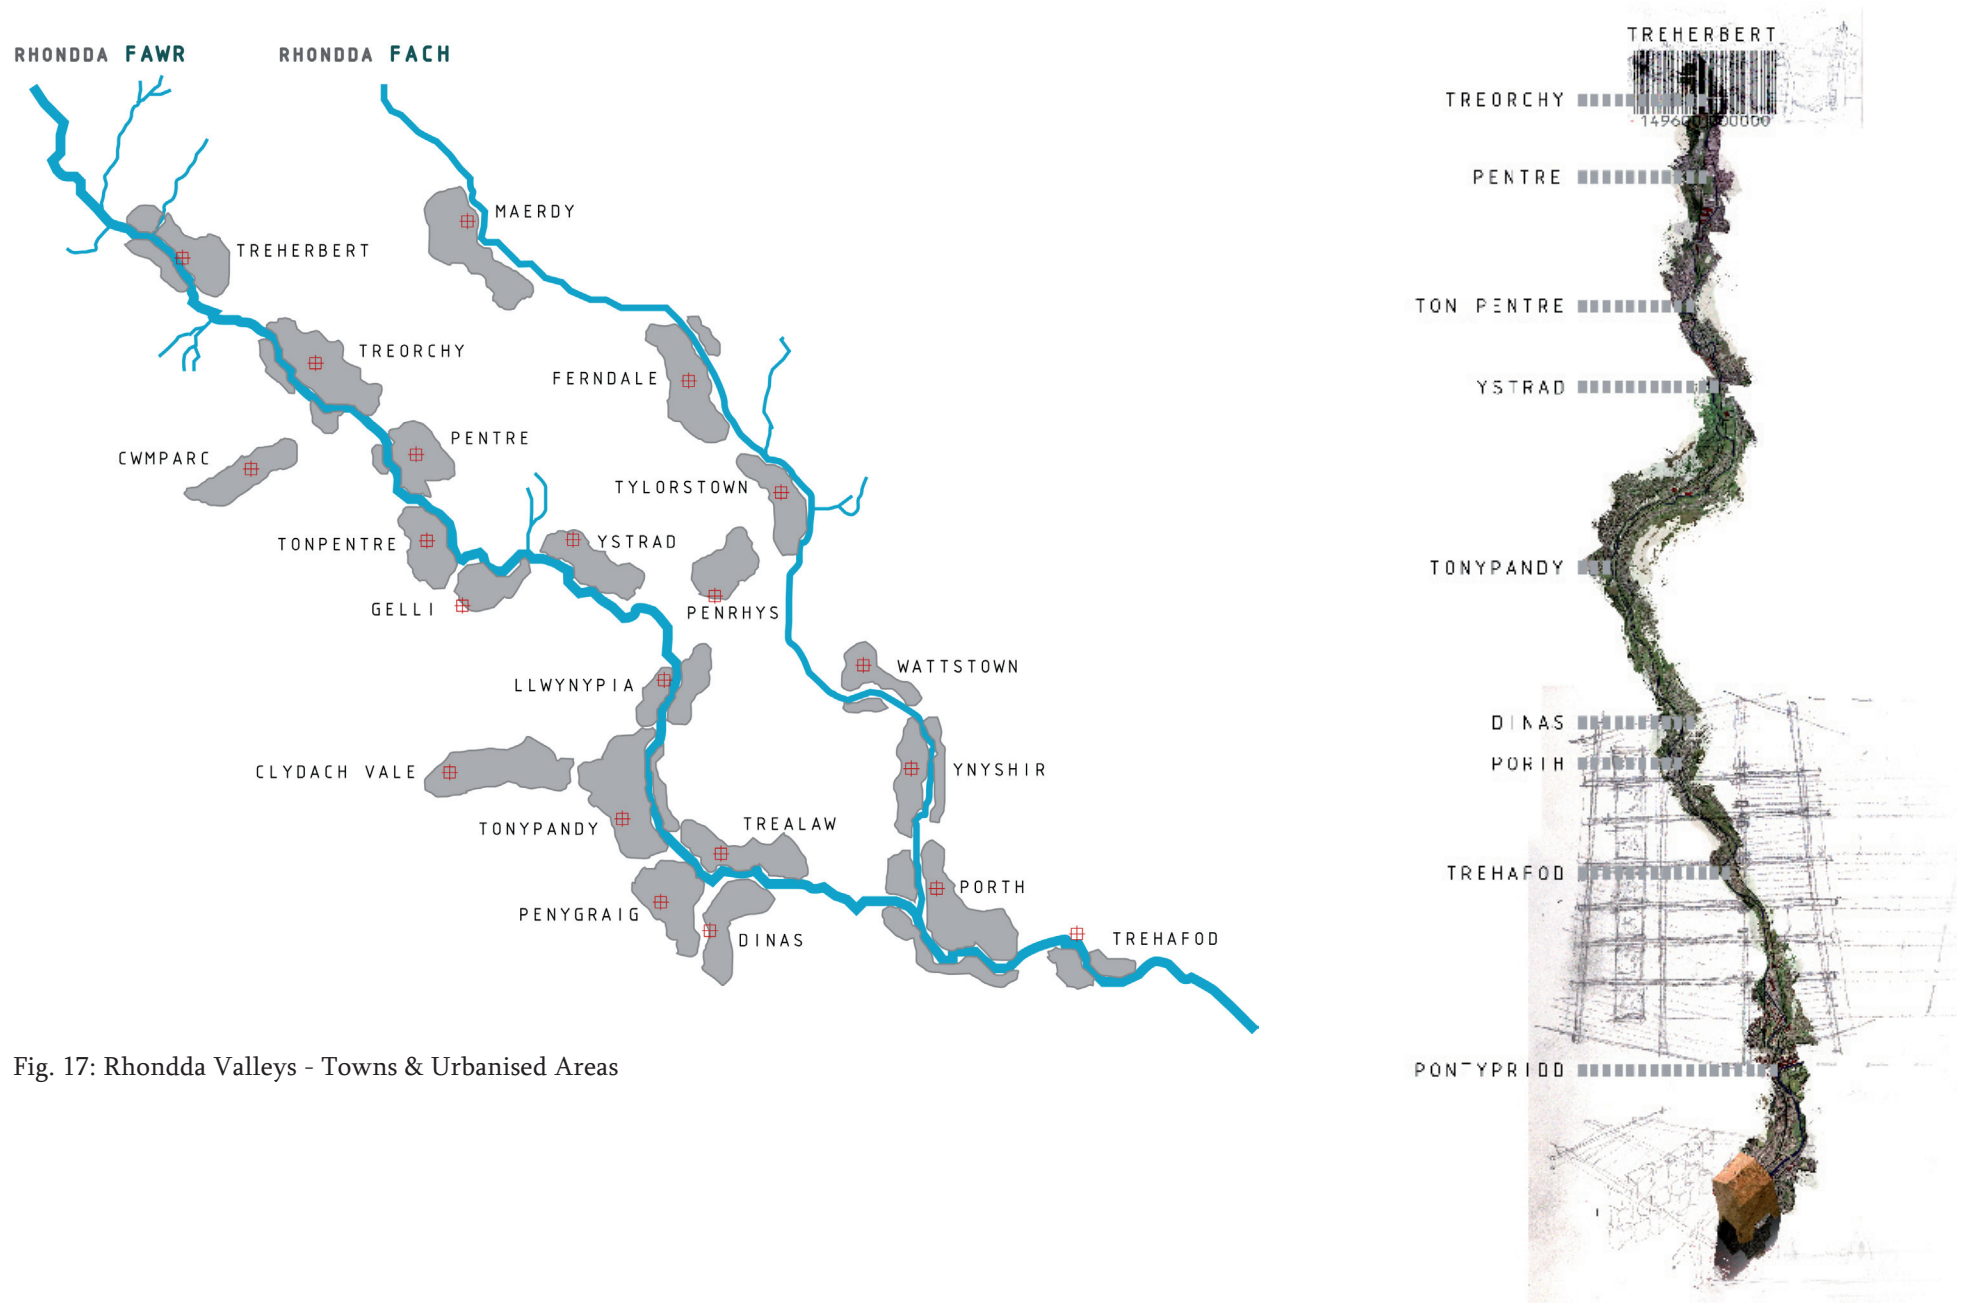 RHONDDA FAWR
RHONDDA FACH
MAERDY
TREHERBERT
TREORCHY
FERNDALE
PENTRE
CWMPARC
TYLORSTOWN
TONPENTRE
YSTRAD
GELLI
PENRHYS
WATTSTOWN
LLWYNYPIA
CLYDACH VALE
YNYSHIR
TONYPANDY
TREALAW
PORTH
PENYGRAIG
DINAS
TREHAFOD
Fig. 17: Rhondda Valleys - Towns & Urbanised Areas
TREHERBERT
TREORCHY
PENTRE
TON PENTRE
YSTRAD
TONYPANDY
DINAS
PORTH
TREHAFOD
PONTYPRIDD